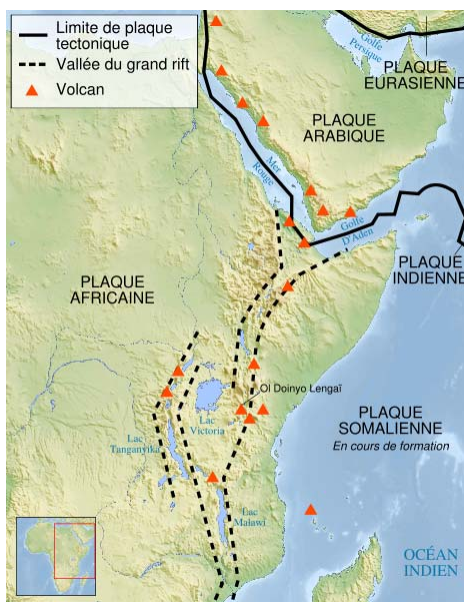 Limite de plaque
tectonique
Vallée du grand rift
Volcan
Golfe
Persique
PLAQUE
EURASIENNE
PLAQUE
ARABIQUE
Mer
Rouge
Golfe
D'Aden
PLAQUE
INDIENNE
PLAQUE
AFRICAINE
Ol Doinyo Lengaï
Lac
Victoria
PLAQUE
SOMALIENNE
En cours de formation
Lac
Tanganyika
Lac
Malawi
OCÉAN
INDIEN